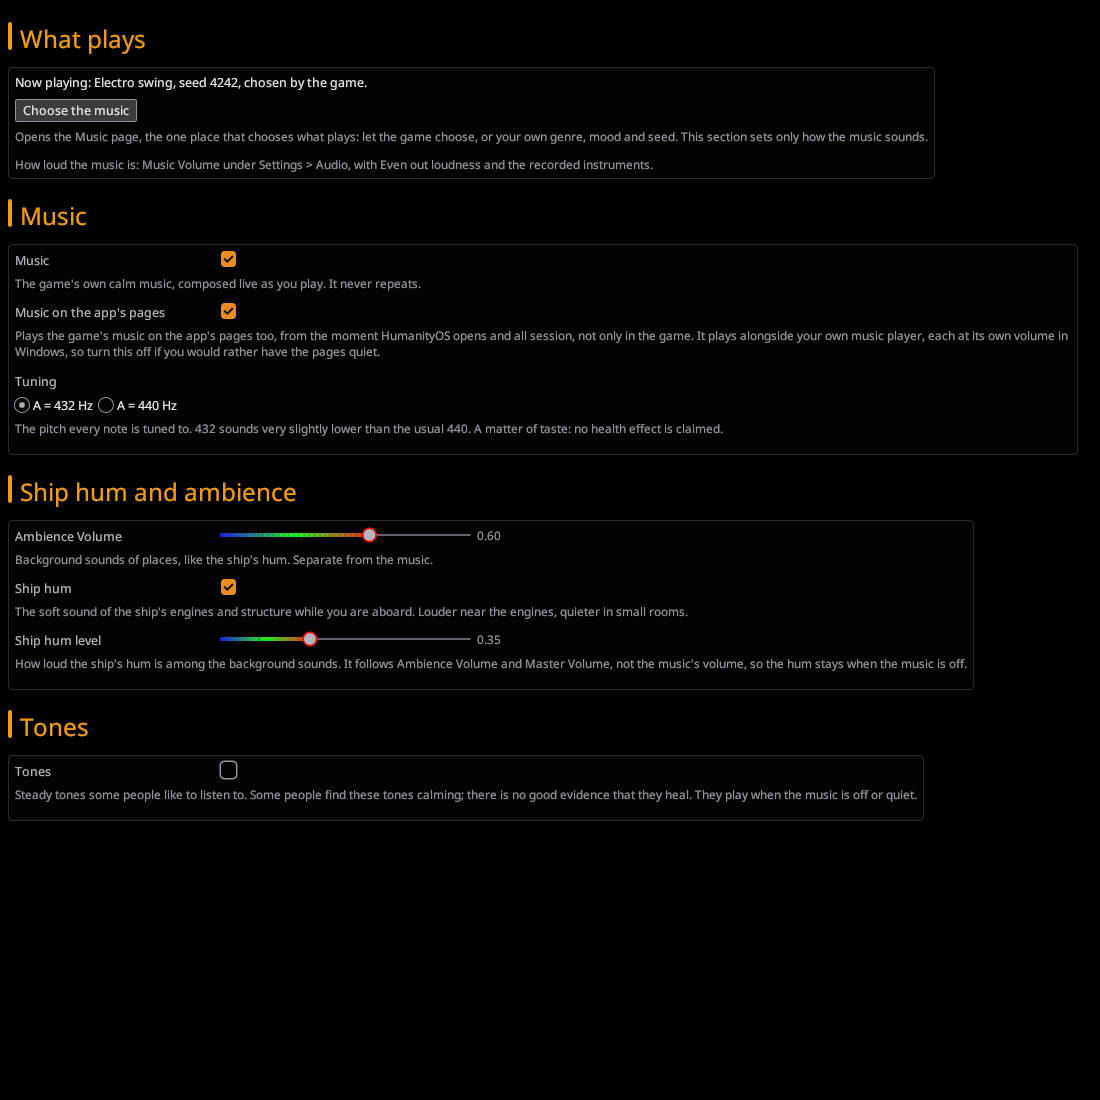 What plays
Now playing: Electro swing, seed 4242, chosen by the game.
Choose the music
Opens the Music page, the one place that chooses what plays: let the game choose, or your own genre, mood and seed. This section sets only how the music sounds.
How loud the music is: Music Volume under Settings > Audio, with Even out loudness and the recorded instruments.
Music
Music
The game's own calm music, composed live as you play. It never repeats.
Music on the app's pages
Plays the game's music on the app's pages too, from the moment HumanityOS opens and all session, not only in the game. It plays alongside your own music player, each at its own volume in
Windows, so turn this off if you would rather have the pages quiet.
Tuning
A = 432 Hz A = 440 Hz
The pitch every note is tuned to. 432 sounds very slightly lower than the usual 440. A matter of taste: no health effect is claimed.
Ship hum and ambience
Ambience Volume 0.60
Background sounds of places, like the ship's hum. Separate from the music.
Ship hum
The soft sound of the ship's engines and structure while you are aboard. Louder near the engines, quieter in small rooms.
Ship hum level 0.35
How loud the ship's hum is among the background sounds. It follows Ambience Volume and Master Volume, not the music's volume, so the hum stays when the music is off.
Tones
Tones
Steady tones some people like to listen to. Some people find these tones calming; there is no good evidence that they heal. They play when the music is off or quiet.